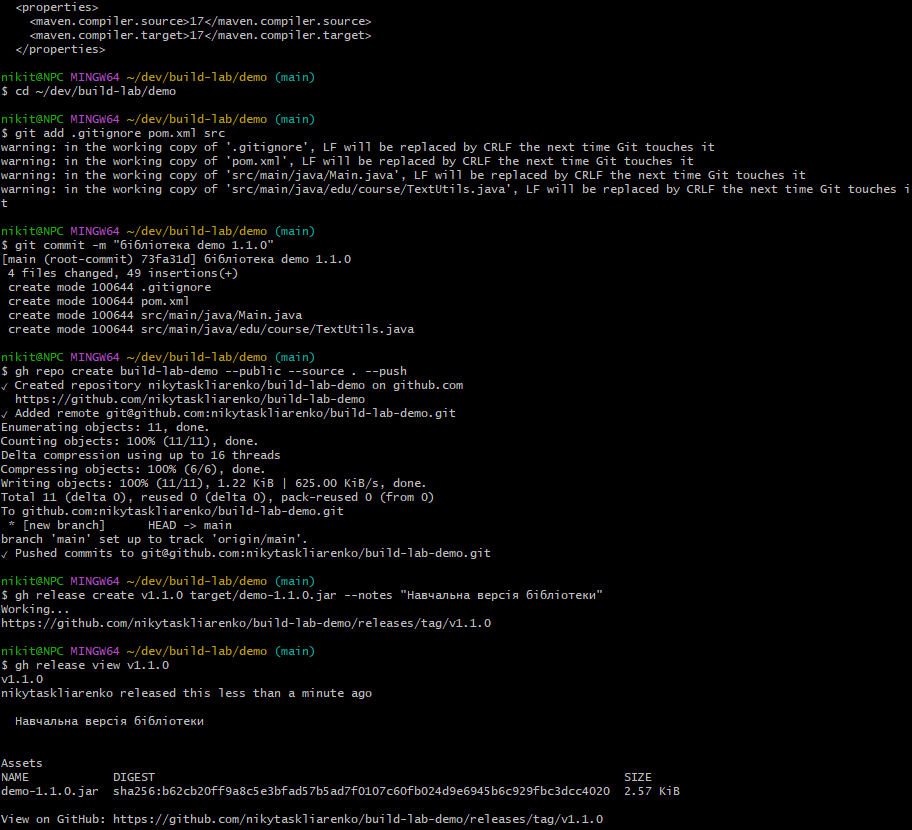 <properties>
<maven.compiler.source>17</maven.compiler.source>
<maven.compiler.target>17</maven.compiler.target>
</properties>
nikit@NPC MINGW64 ~/dev/build-lab/demo (main)
$ cd ~/dev/build-lab/demo
nikit@NPC MINGW64 ~/dev/build-lab/demo (main)
$ git add .gitignore pom.xml src
warning: in the working copy of '.gitignore', LF will be replaced by CRLF the next time Git touches it
warning: in the working copy of 'pom.xml', LF will be replaced by CRLF the next time Git touches it
warning: in the working copy of 'src/main/java/Main.java', LF will be replaced by CRLF the next time Git touches it
warning: in the working copy of 'src/main/java/edu/course/TextUtils.java', LF will be replaced by CRLF the next time Git touches i
t
nikit@NPC MINGW64 ~/dev/build-lab/demo (main)
$ git commit -m "бібліотека demo 1.1.0"
[main (root-commit) 73fa31d] бібліотека demo 1.1.0
4 files changed, 49 insertions(+)
create mode 100644 .gitignore
create mode 100644 pom.xml
create mode 100644 src/main/java/Main.java
create mode 100644 src/main/java/edu/course/TextUtils.java
nikit@NPC MINGW64 ~/dev/build-lab/demo (main)
$ gh repo create build-lab-demo --public --source . --push
✓ Created repository nikytaskliarenko/build-lab-demo on github.com
https://github.com/nikytaskliarenko/build-lab-demo
✓ Added remote git@github.com:nikytaskliarenko/build-lab-demo.git
Enumerating objects: 11, done.
Counting objects: 100% (11/11), done.
Delta compression using up to 16 threads
Compressing objects: 100% (6/6), done.
Writing objects: 100% (11/11), 1.22 KiB | 625.00 KiB/s, done.
Total 11 (delta 0), reused 0 (delta 0), pack-reused 0 (from 0)
To github.com:nikytaskliarenko/build-lab-demo.git
* [new branch]      HEAD -> main
branch 'main' set up to track 'origin/main'.
✓ Pushed commits to git@github.com:nikytaskliarenko/build-lab-demo.git
nikit@NPC MINGW64 ~/dev/build-lab/demo (main)
$ gh release create v1.1.0 target/demo-1.1.0.jar --notes "Навчальна версія бібліотеки"
Working...
https://github.com/nikytaskliarenko/build-lab-demo/releases/tag/v1.1.0
nikit@NPC MINGW64 ~/dev/build-lab/demo (main)
$ gh release view v1.1.0
v1.1.0
nikytaskliarenko released this less than a minute ago
Навчальна версія бібліотеки
Assets
NAME            DIGEST            SIZE
demo-1.1.0.jar  sha256:b62cb20ff9a8c5e3bfad57b5ad7f0107c60fb024d9e6945b6c929fbc3dcc4020  2.57 KiB
View on GitHub: https://github.com/nikytaskliarenko/build-lab-demo/releases/tag/v1.1.0